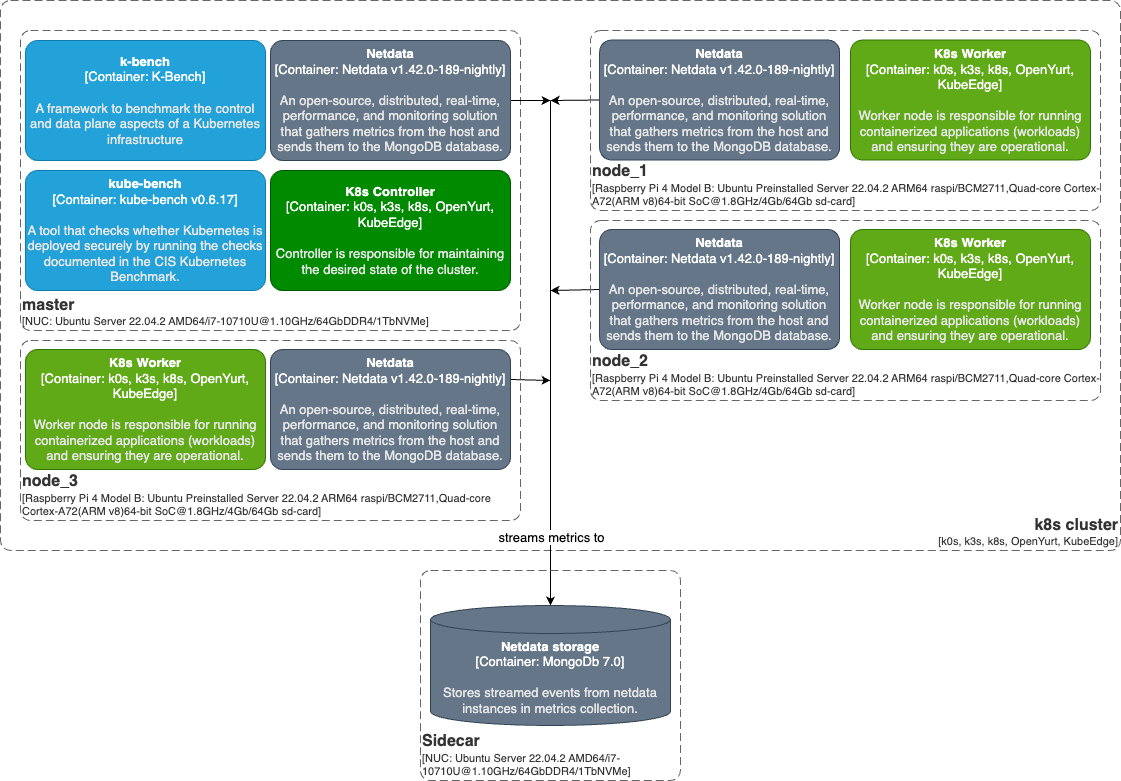 k-bench
[Container: K-Bench]
A framework to benchmark the control
and data plane aspects of a Kubernetes
infrastructure
Netdata
[Container: Netdata v1.42.0-189-nightly]
An open-source, distributed, real-time,
performance, and monitoring solution
that gathers metrics from the host and
sends them to the MongoDB database.
kube-bench
[Container: kube-bench v0.6.17]
A tool that checks whether Kubernetes is
deployed securely by running the checks
documented in the CIS Kubernetes
Benchmark.
K8s Controller
[Container: k0s, k3s, k8s, OpenYurt,
KubeEdge]
Controller is responsible for maintaining
the desired state of the cluster.
master
[NUC: Ubuntu Server 22.04.2 AMD64/i7-10710U@1.10GHz/64GbDDR4/1TbNVMe]
Netdata
[Container: Netdata v1.42.0-189-nightly]
An open-source, distributed, real-time,
performance, and monitoring solution
that gathers metrics from the host and
sends them to the MongoDB database.
K8s Worker
[Container: k0s, k3s, k8s, OpenYurt,
KubeEdge]
Worker node is responsible for running
containerized applications (workloads)
and ensuring they are operational.
node_1
[Raspberry Pi 4 Model B: Ubuntu Preinstalled Server 22.04.2 ARM64 raspi/BCM2711,Quad-core Cortex-
A72(ARM v8)64-bit SoC@1.8GHz/4Gb/64Gb sd-card]
Netdata
[Container: Netdata v1.42.0-189-nightly]
An open-source, distributed, real-time,
performance, and monitoring solution
that gathers metrics from the host and
sends them to the MongoDB database.
K8s Worker
[Container: k0s, k3s, k8s, OpenYurt,
KubeEdge]
Worker node is responsible for running
containerized applications (workloads)
and ensuring they are operational.
node_2
[Raspberry Pi 4 Model B: Ubuntu Preinstalled Server 22.04.2 ARM64 raspi/BCM2711,Quad-core Cortex-
A72(ARM v8)64-bit SoC@1.8GHz/4Gb/64Gb sd-card]
K8s Worker
[Container: k0s, k3s, k8s, OpenYurt,
KubeEdge]
Worker node is responsible for running
containerized applications (workloads)
and ensuring they are operational.
Netdata
[Container: Netdata v1.42.0-189-nightly]
An open-source, distributed, real-time,
performance, and monitoring solution
that gathers metrics from the host and
sends them to the MongoDB database.
node_3
[Raspberry Pi 4 Model B: Ubuntu Preinstalled Server 22.04.2 ARM64 raspi/BCM2711,Quad-core
Cortex-A72(ARM v8)64-bit SoC@1.8GHz/4Gb/64Gb sd-card]
k8s cluster
[k0s, k3s, k8s, OpenYurt, KubeEdge]
streams metrics to
Netdata storage
[Container: MongoDb 7.0]
Stores streamed events from netdata
instances in metrics collection.
Sidecar
[NUC: Ubuntu Server 22.04.2 AMD64/i7-
10710U@1.10GHz/64GbDDR4/1TbNVMe]